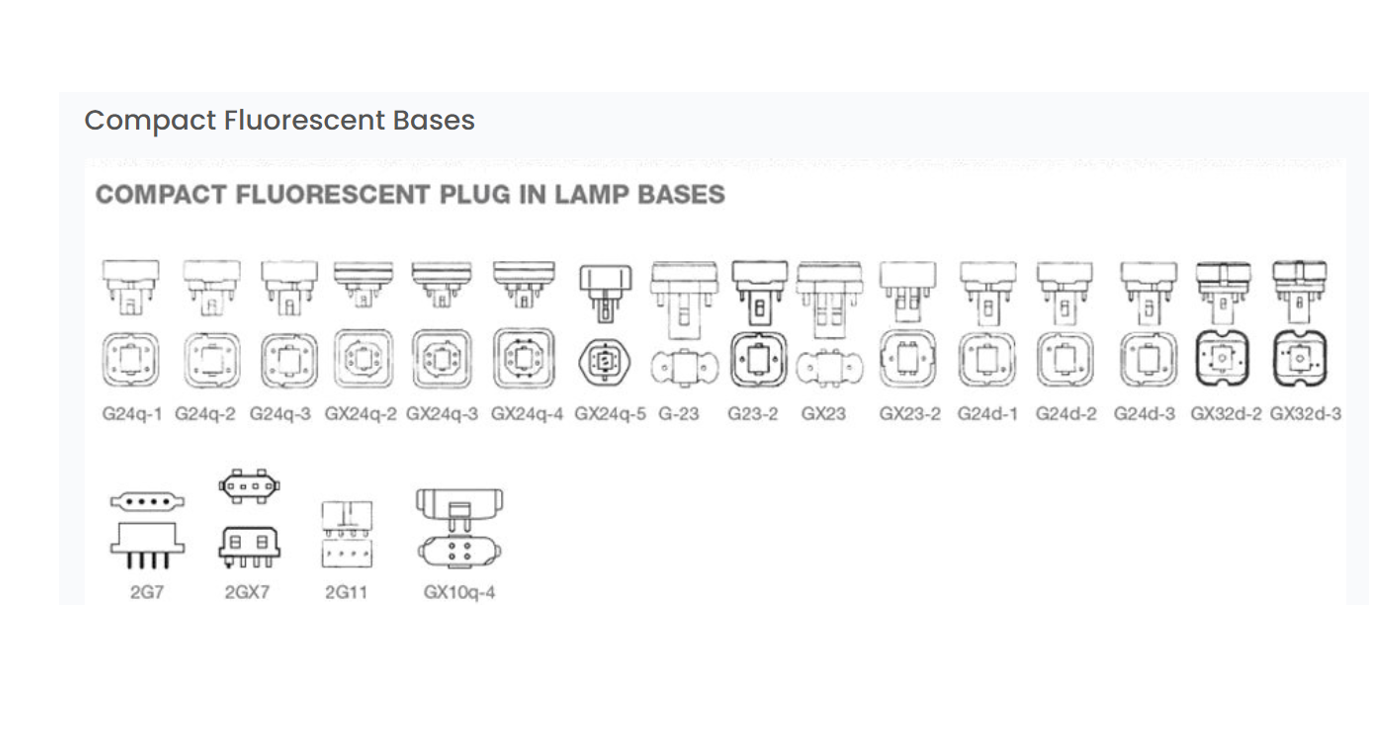 Compact Fluorescent Bases
COMPACT FLUORESCENT PLUG IN LAMP BASES
G24q-1 G24q-2 G24q-3 GX24q-2 GX24q-3 GX24q-4 GX24q-5 G-23 G23-2 GX23 GX23-2 G24d-1 G24d-2 G24d-3 GX32d-2 GX32d-3
2G7 2GX7 2G11 GX10q-4